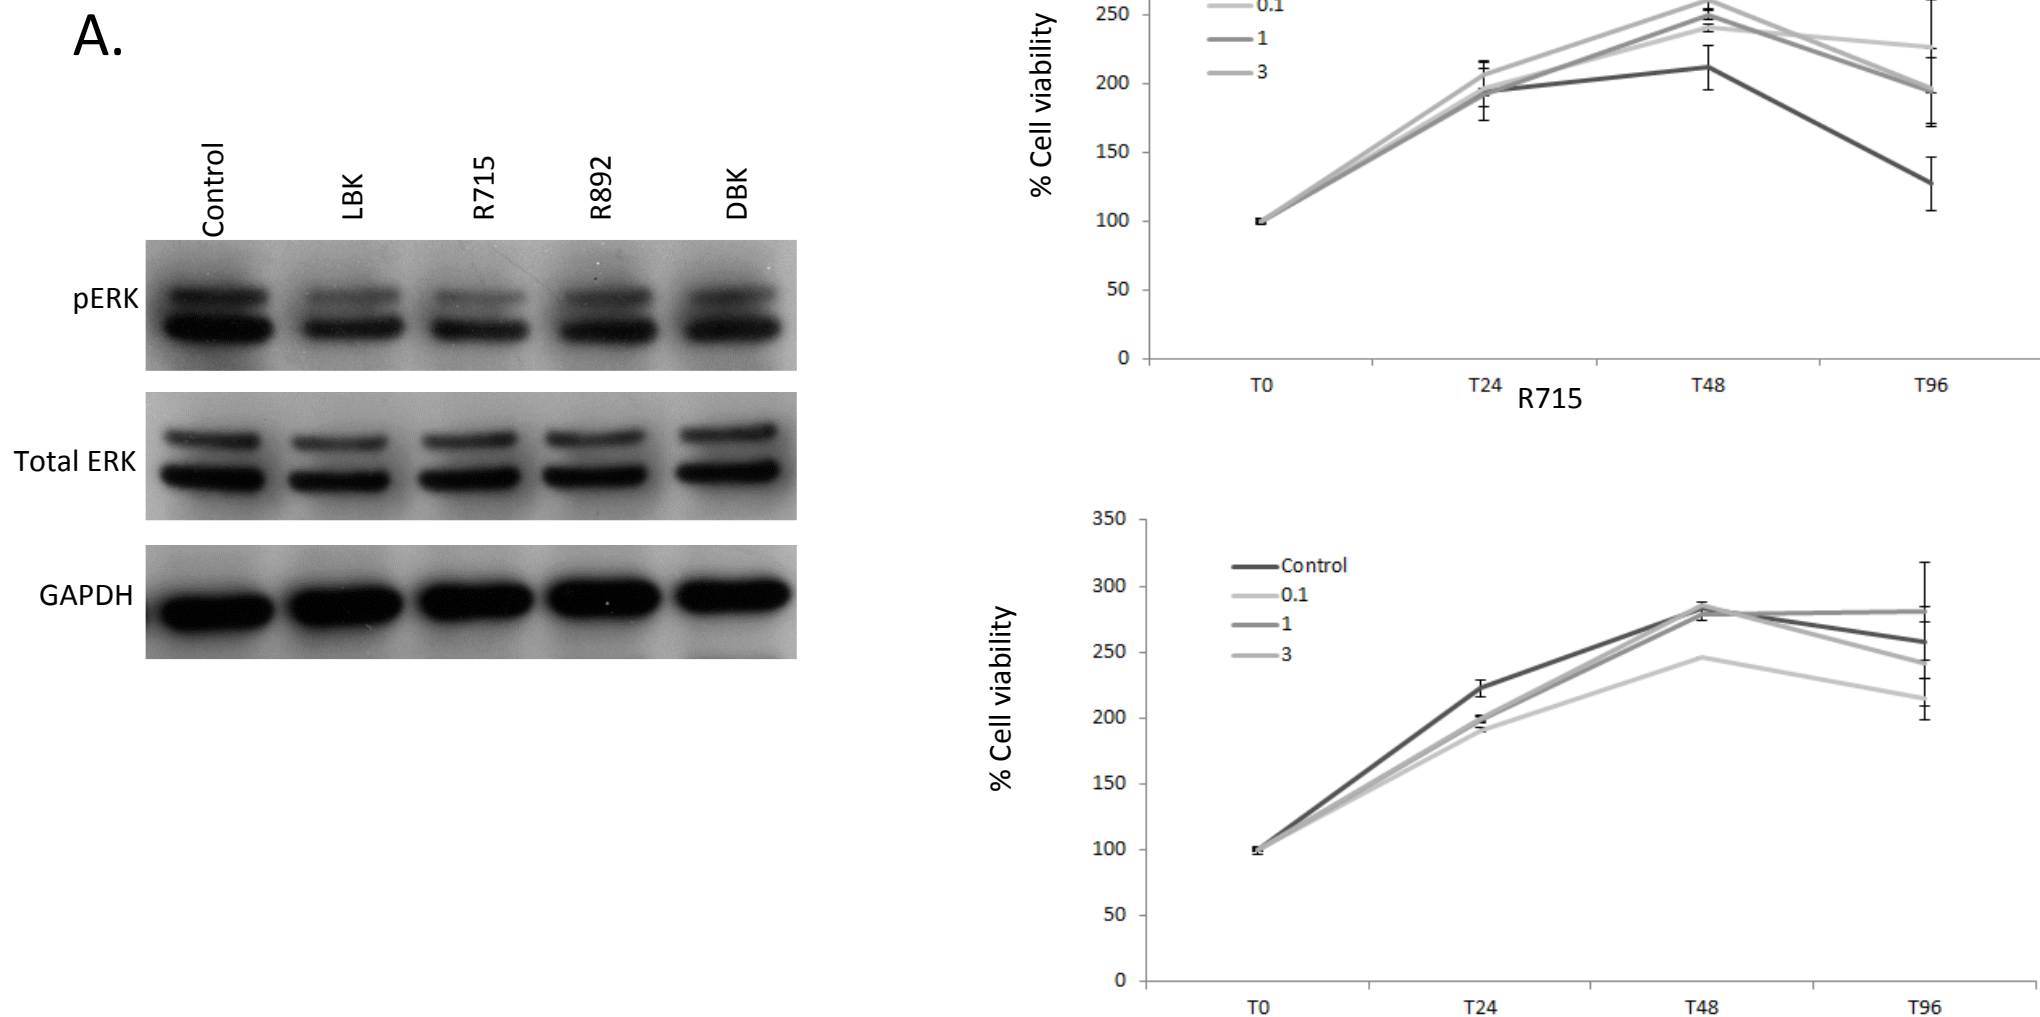 A.
Control
LBK
R715
R892
DBK
pERK
Total ERK
GAPDH
% Cell viability
250
200
150
100
50
0
0.1
1
3
T0
T24
T48
T96
R715
% Cell viability
350
300
250
200
150
100
50
0
Control
0.1
1
3
T0
T24
T48
T96